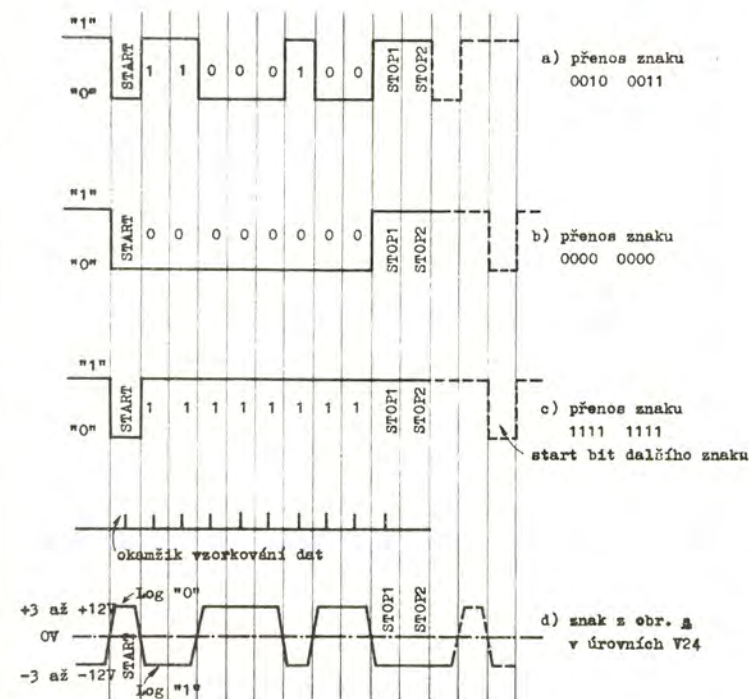 "1"
START 1 1 0 0 0 1 0 0 STOP1 STOP2
"0"
a) přenos znaku
0010 0011
"1"
START 0 0 0 0 0 0 0 0 STOP1 STOP2
"0"
b) přenos znaku
0000 0000
"1"
START 1 1 1 1 1 1 1 1 STOP1 STOP2
"0"
c) přenos znaku
1111 1111
start bit dalšího znaku
okamžik vzorkování dat
Log "0"
+3 až +12V
0V
-3 až -12V
START
STOP1 STOP2
Log "1"
d) znak z obr. a
v úrovních V24